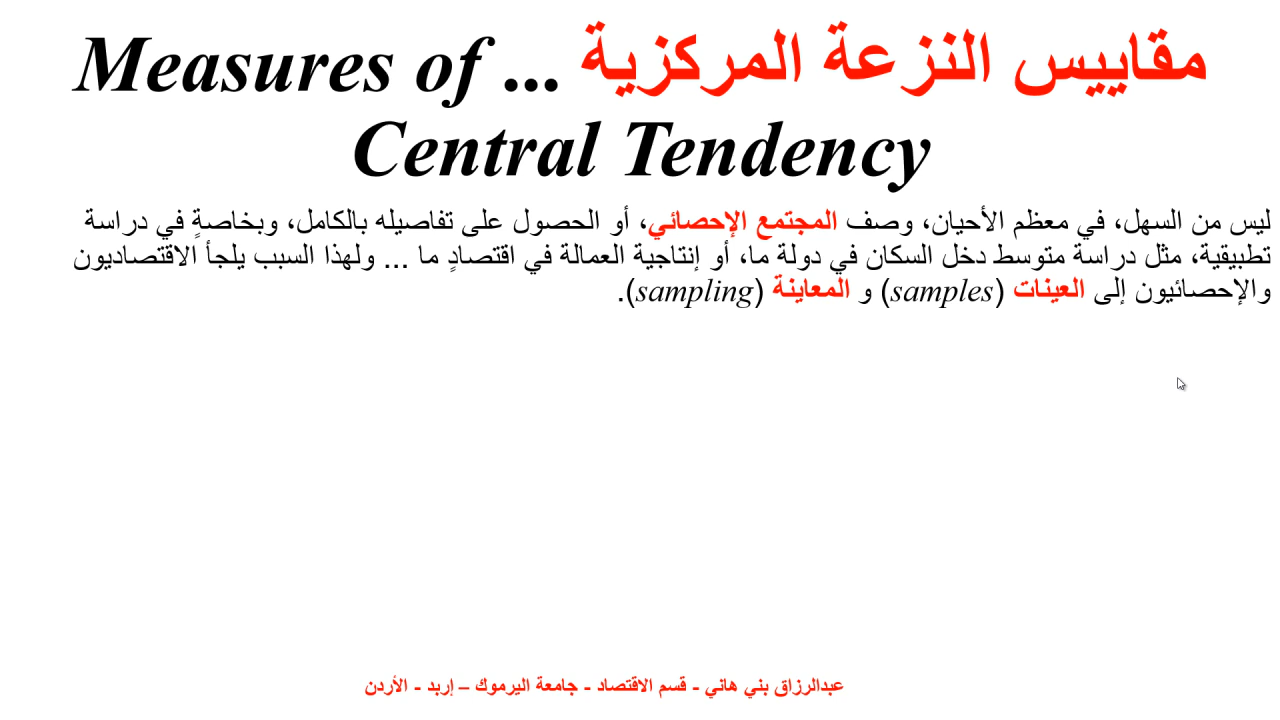 مقاييس النزعة المركزية ... Measures of
Central Tendency
ليس من السهل، في معظم الأحيان، وصف المجتمع الإحصائي، أو الحصول على تفاصيله بالكامل، وبخاصةٍ في دراسة
تطبيقية، مثل دراسة متوسط دخل السكان في دولة ما، أو إنتاجية العمالة في اقتصادٍ ما ... ولهذا السبب يلجأ الاقتصاديون
والإحصائيون إلى العينات (samples) و المعاينة (sampling).
عبدالرزاق بني هاني - قسم الاقتصاد - جامعة اليرموك – إربد - الأردن